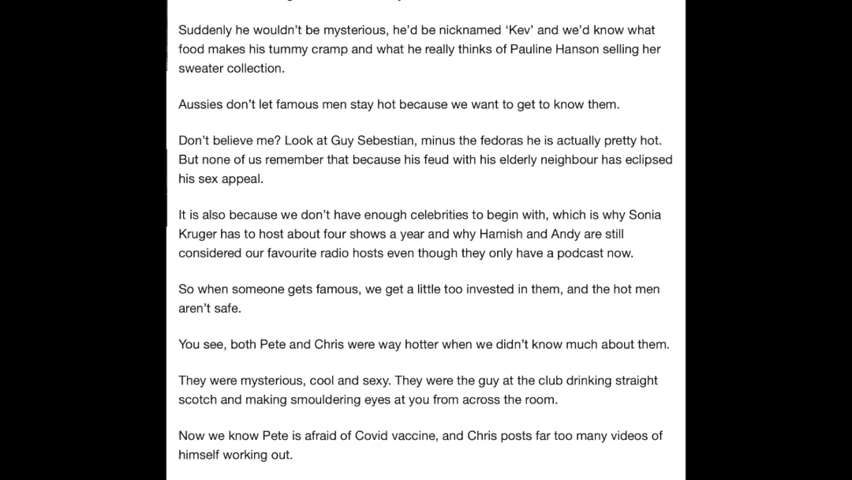 Suddenly he wouldn't be mysterious, he'd be nicknamed 'Kev' and we'd know what
food makes his tummy cramp and what he really thinks of Pauline Hanson selling her
sweater collection.
Aussies don't let famous men stay hot because we want to get to know them.
Don't believe me? Look at Guy Sebestian, minus the fedoras he is actually pretty hot.
But none of us remember that because his feud with his elderly neighbour has eclipsed
his sex appeal.
It is also because we don't have enough celebrities to begin with, which is why Sonia
Kruger has to host about four shows a year and why Hamish and Andy are still
considered our favourite radio hosts even though they only have a podcast now.
So when someone gets famous, we get a little too invested in them, and the hot men
aren't safe.
You see, both Pete and Chris were way hotter when we didn't know much about them.
They were mysterious, cool and sexy. They were the guy at the club drinking straight
scotch and making smouldering eyes at you from across the room.
Now we know Pete is afraid of Covid vaccine, and Chris posts far too many videos of
himself working out.